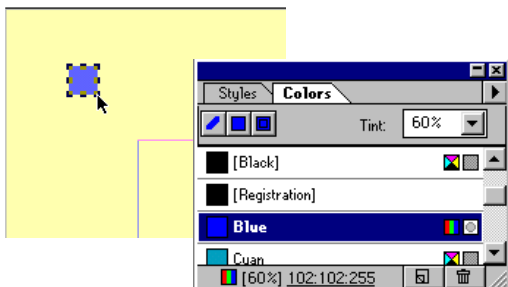 Styles Colors
Tint: 60%
[Black]
[Registration]
Blue
Cyan
[60%] 102:102:255